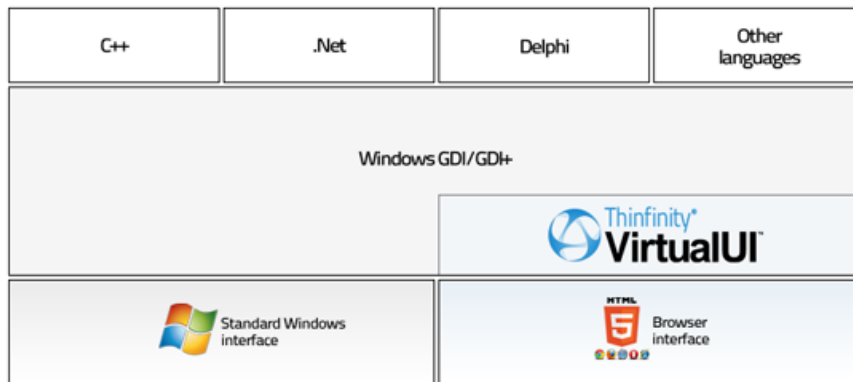 C++
.Net
Delphi
Other
languages
Windows GDI/GDI+
Thinfinity®
VirtualUI™
Standard Windows
interface
HTML
5
Browser
interface